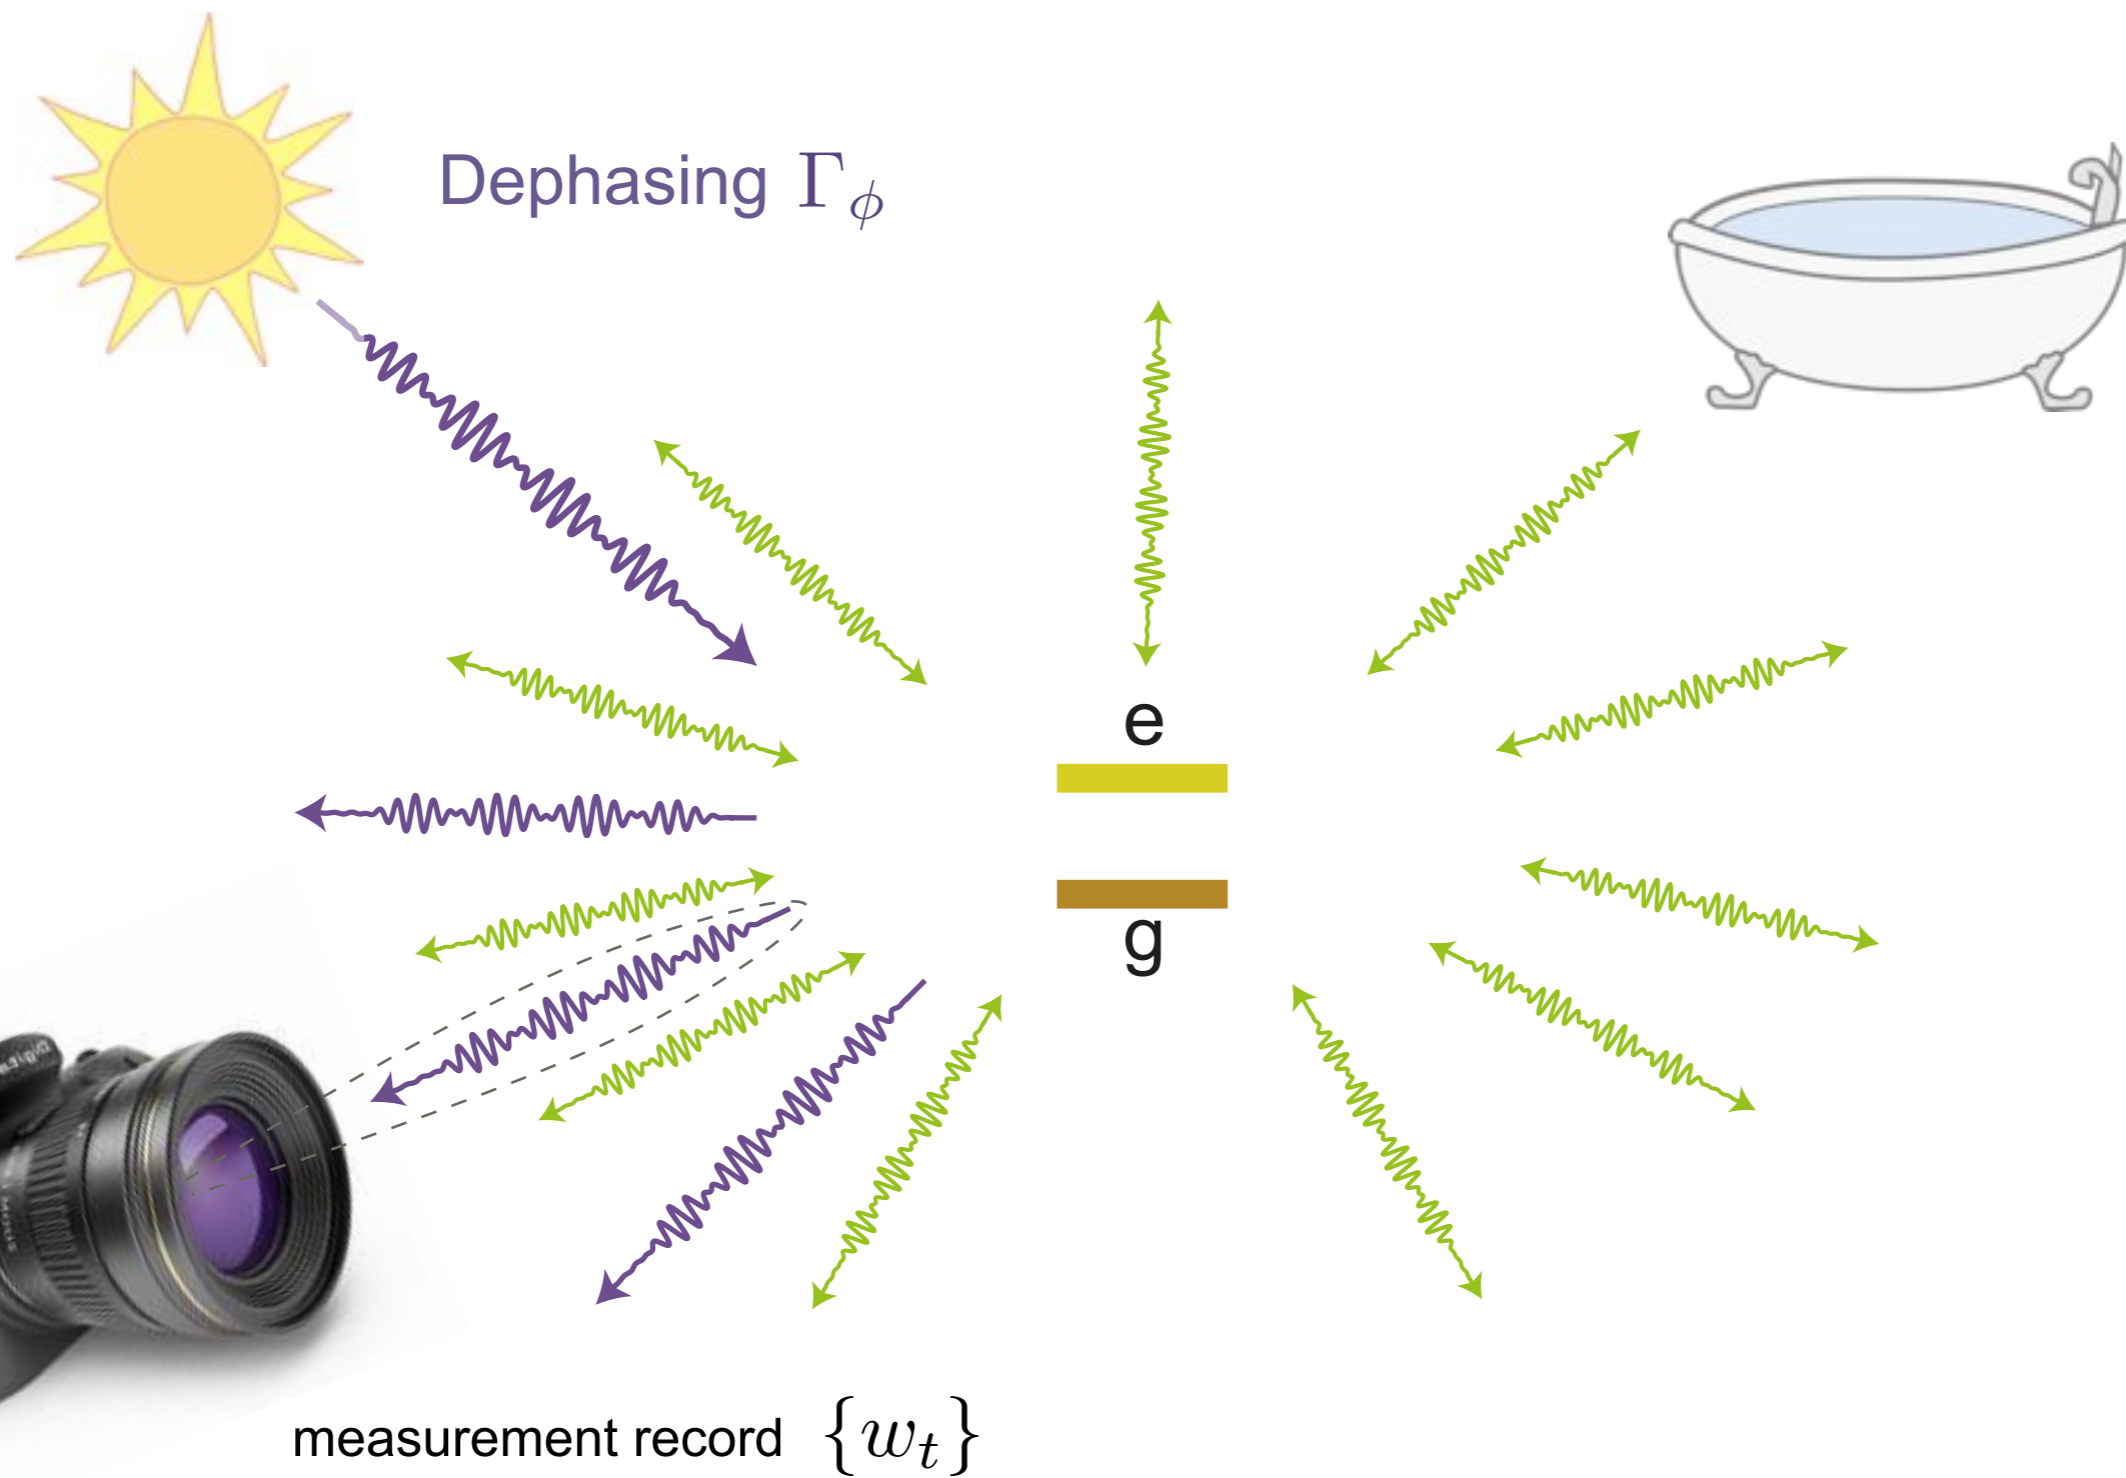 Dephasing Γ_ϕ
e
g
measurement record {w_t}